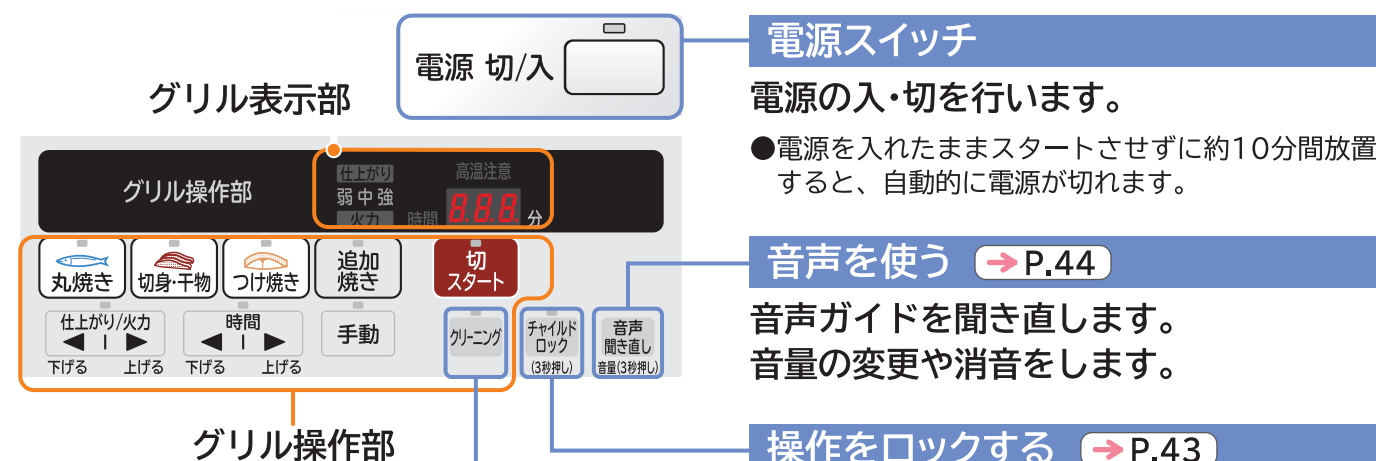 電源 切/入
電源スイッチ
電源の入・切を行います。
●電源を入れたままスタートさせずに約10分間放置
すると、自動的に電源が切れます。
グリル表示部
グリル操作部
仕上がり
高温注意
弱 中 強
火力
時間
8.8.8.
分
丸焼き
切身・干物
つけ焼き
追加
焼き
切
スタート
仕上がり/火力
◀ I ▶
下げる 上げる
時間
◀ I ▶
下げる 上げる
手動
クリーニング
チャイルド
ロック
(3秒押し)
音声
聞き直し
音量(3秒押し)
グリル操作部
音声を使う → P.44
音声ガイドを聞き直します。
音量の変更や消音をします。
操作をロックする → P.43